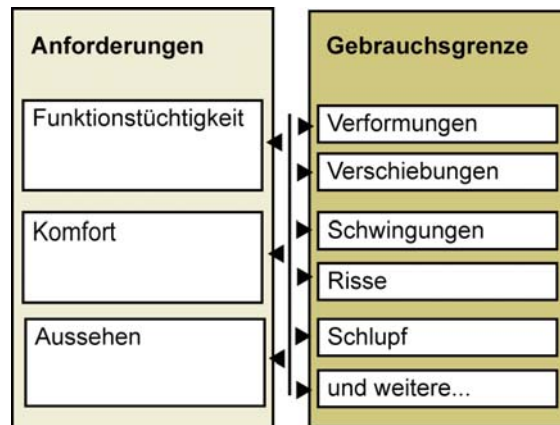 Anforderungen
Funktionstüchtigkeit
Komfort
Aussehen
Gebrauchsgrenze
Verformungen
Verschiebungen
Schwingungen
Risse
Schlupf
und weitere...